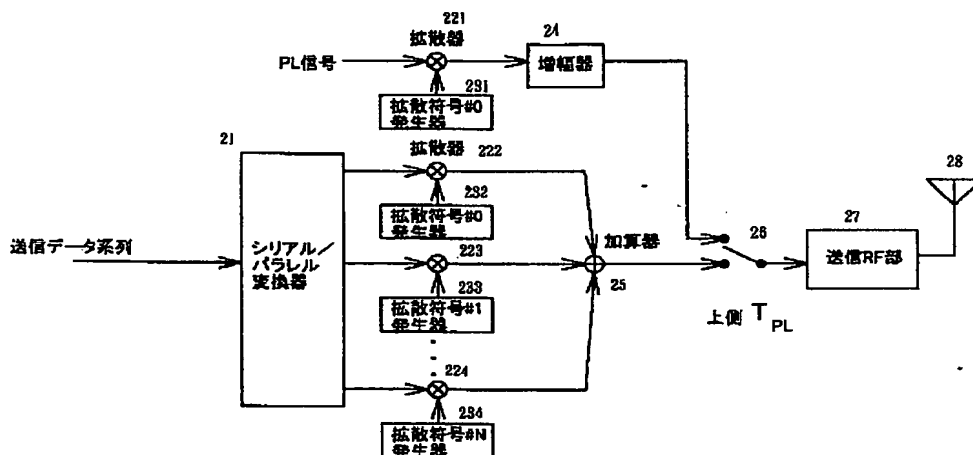 221
拡散器
24
PL信号
増幅器
231
拡散符号#0
発生器
21
拡散器
222
232
拡散符号#0
発生器
28
送信データ系列
シリアル/
パラレル
変換器
223
加算器
26
27
送信RF部
233
25
拡散符号#1
発生器
上側 TPL
224
234
拡散符号#N
発生器